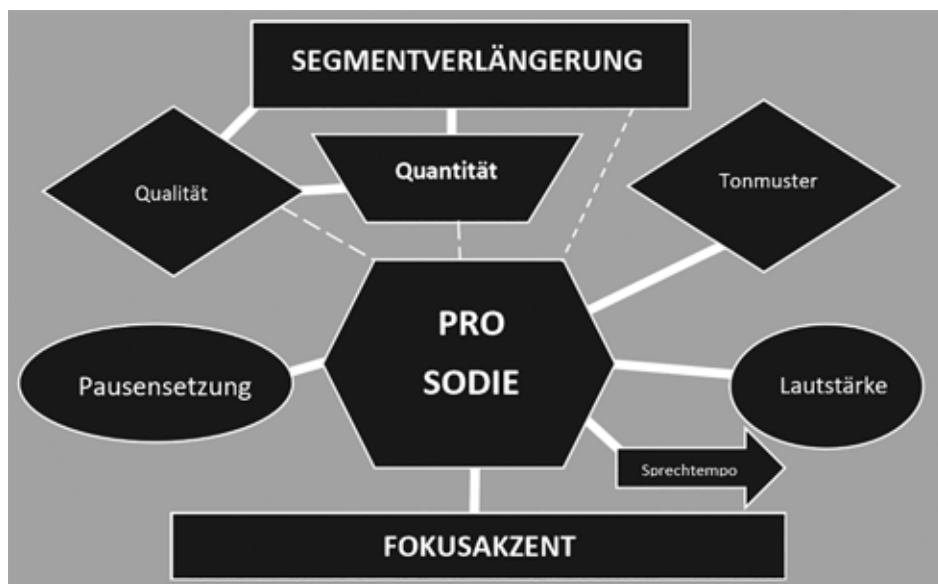 SEGMENTVERLÄNGERUNG
Qualität
Quantität
Tonmuster
PRO
SODIE
Pausensetzung
Lautstärke
Sprechtempo
FOKUSAKZENT